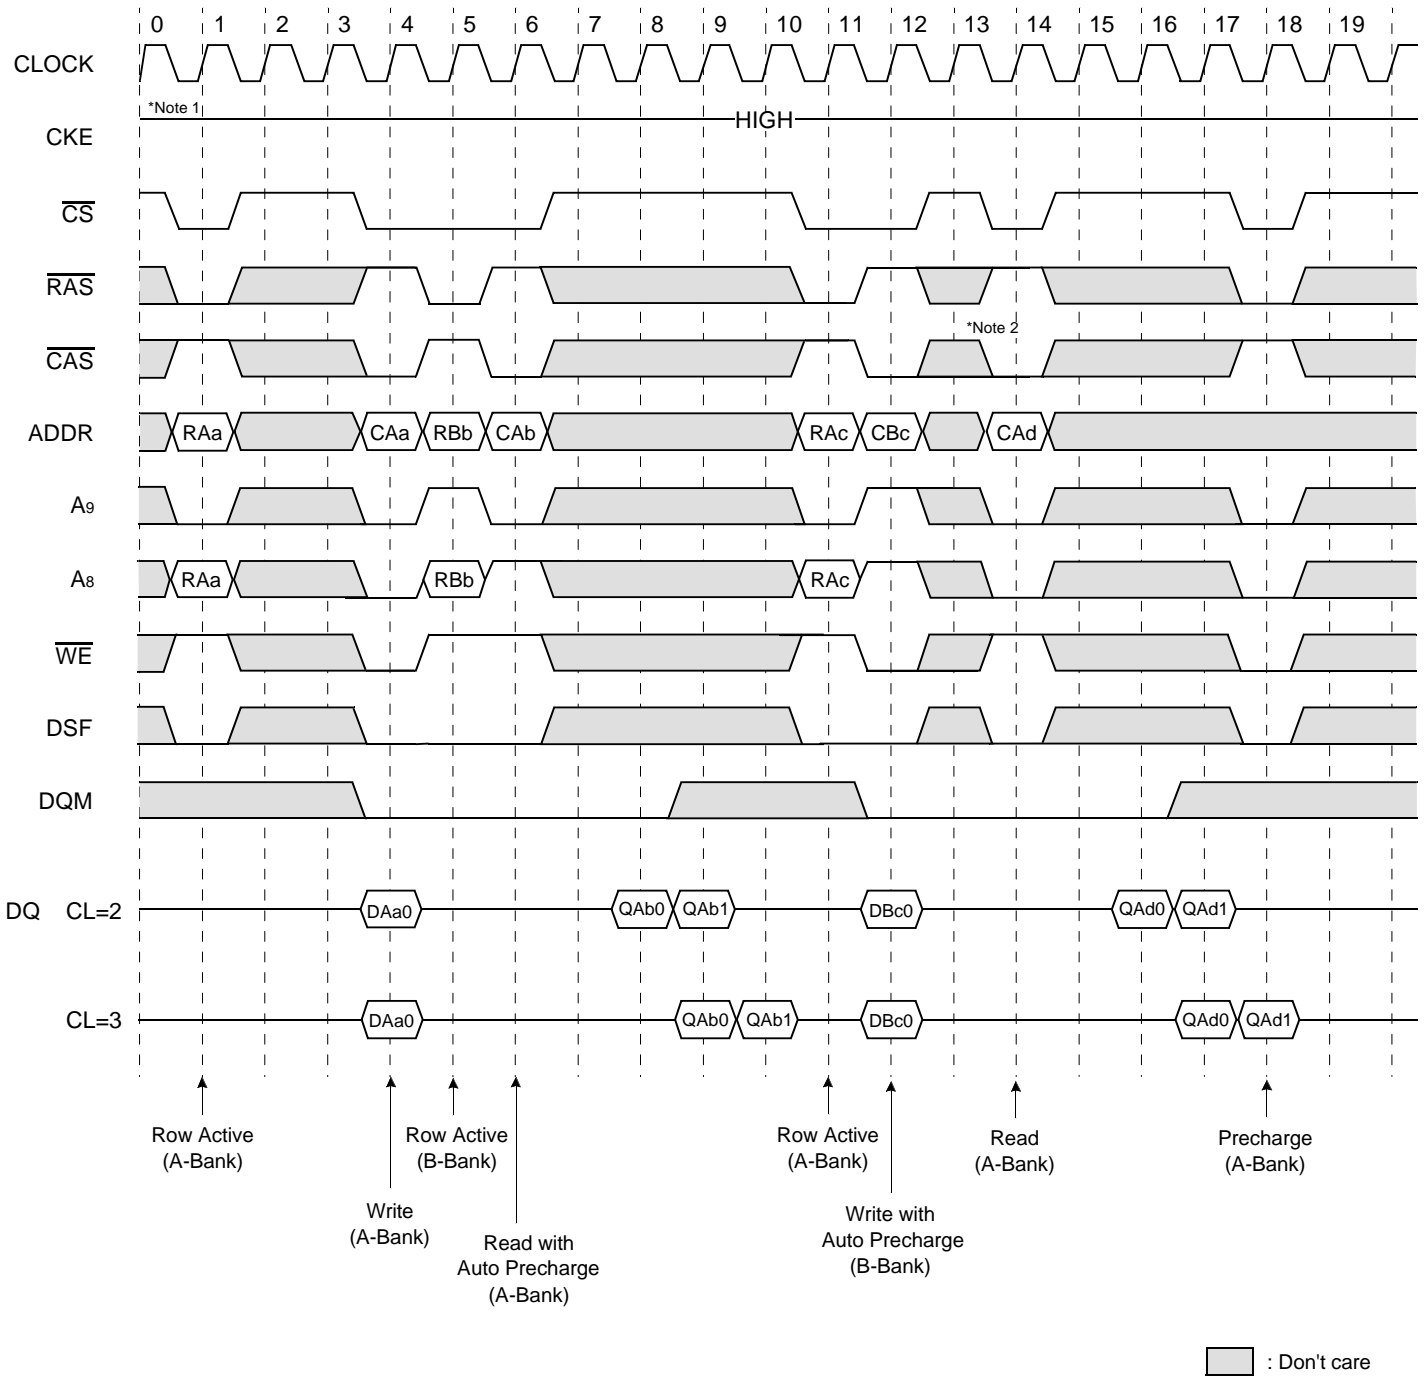 0 1 2 3 4 5 6 7 8 9 10 11 12 13 14 15 16 17 18 19
CLOCK
*Note 1
CKE HIGH
CS
RAS
*Note 2
CAS
ADDR RAa CAa RBb CAb RAc CBc CAd
A9
A8 RAa RBb RAc
WE
DSF
DQM
DQ CL=2 DAa0 QAb0 QAb1 DBc0 QAd0 QAd1
CL=3 DAa0 QAb0 QAb1 DBc0 QAd0 QAd1
Row Active
(A-Bank)
Write
(A-Bank)
Row Active
(B-Bank)
Read with
Auto Precharge
(A-Bank)
Row Active
(A-Bank)
Write with
Auto Precharge
(B-Bank)
Read
(A-Bank)
Precharge
(A-Bank)
: Don't care